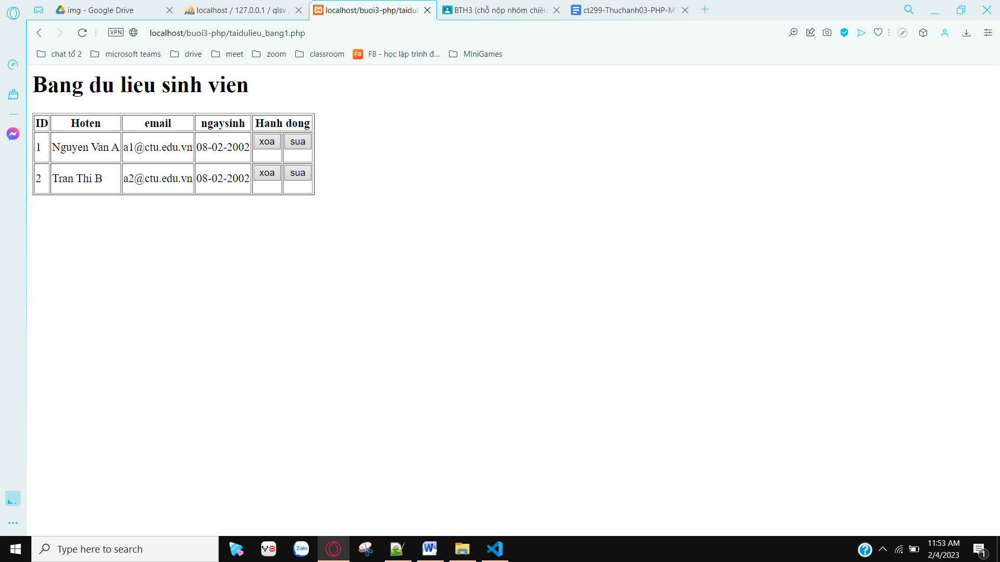 img - Google Drive
localhost / 127.0.0.1 / qlsv /
localhost/buoi3-php/taidul
BTH3 (chỗ nộp nhóm chiều
ct299-Thuchanh03-PHP-MY
VPN
localhost/buoi3-php/taidulieu_bang1.php
chat tổ 2
microsoft teams
drive
meet
zoom
classroom
F8
F8 - học lập trình đ...
MIniGames
Bang du lieu sinh vien
ID Hoten email ngaysinh Hanh dong
1 Nguyen Van A a1@ctu.edu.vn 08-02-2002 xoa sua
2 Tran Thi B a2@ctu.edu.vn 08-02-2002 xoa sua
Type here to search
Zalo
11:53 AM
2/4/2023
1